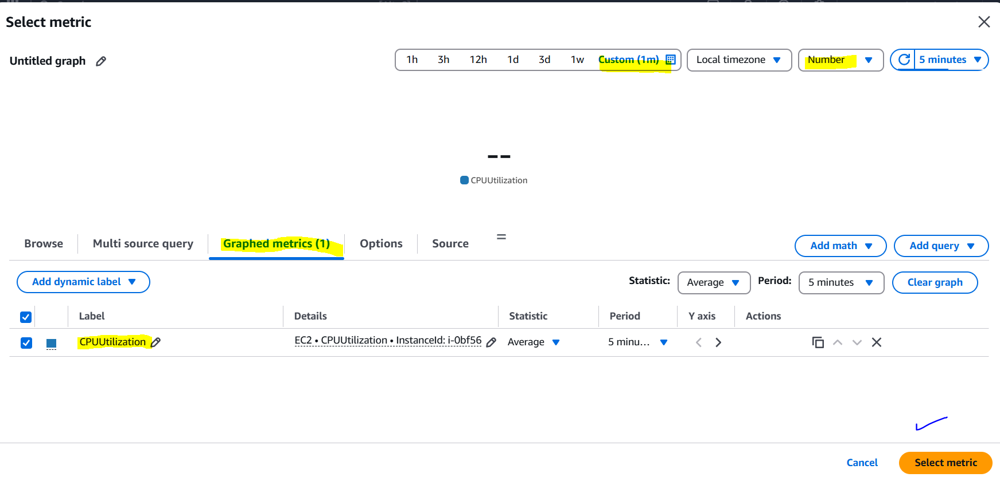 Select metric
Untitled graph
1h 3h 12h 1d 3d 1w Custom (1m) Local timezone Number 5 minutes
--
CPUUtilization
Browse Multi source query Graphed metrics (1) Options Source Add math Add query
Add dynamic label Statistic: Average Period: 5 minutes Clear graph
Label Details Statistic Period Y axis Actions
CPUUtilization EC2 • CPUUtilization • InstanceId: i-0bf56 Average 5 minu...
Cancel Select metric